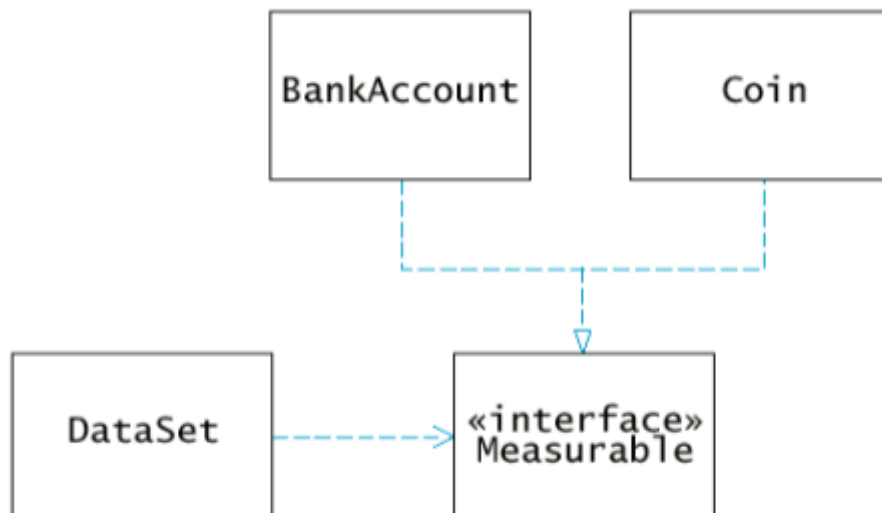 BankAccount
Coin
DataSet
«interface»
Measurable